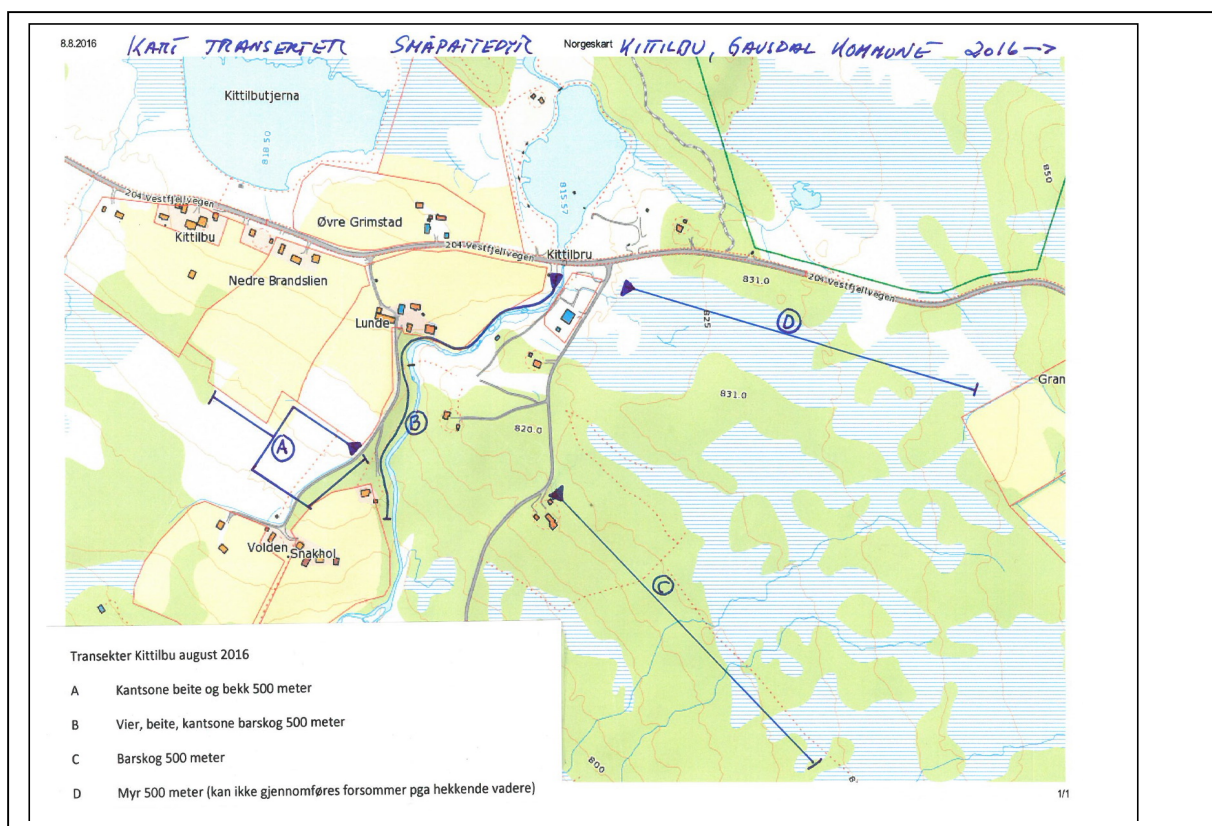 8.8.2016 KART TRANSEKTER SMÅPATTEDYR Norgeskart KITTILBU, GAUSDAL KOMMUNE 2016→
Kittilbutjerna
818 50
815 57
850
204 Vestfjellvegen
Øvre Grimstad
Kittilbu
204 Vestfjellvegen
Kittilbru
Nedre Brandslien
831.0
204 Vestfjellvegen
Lunde
825
D
Gran
831.0
B
820.0
A
Volden
Snakhol
C
800
Transekter Kittilbu august 2016
A Kantsone beite og bekk 500 meter
B Vier, beite, kantsone barskog 500 meter
C Barskog 500 meter
D Myr 500 meter (kan ikke gjennomføres forsommer pga hekkende vadere)
1/1